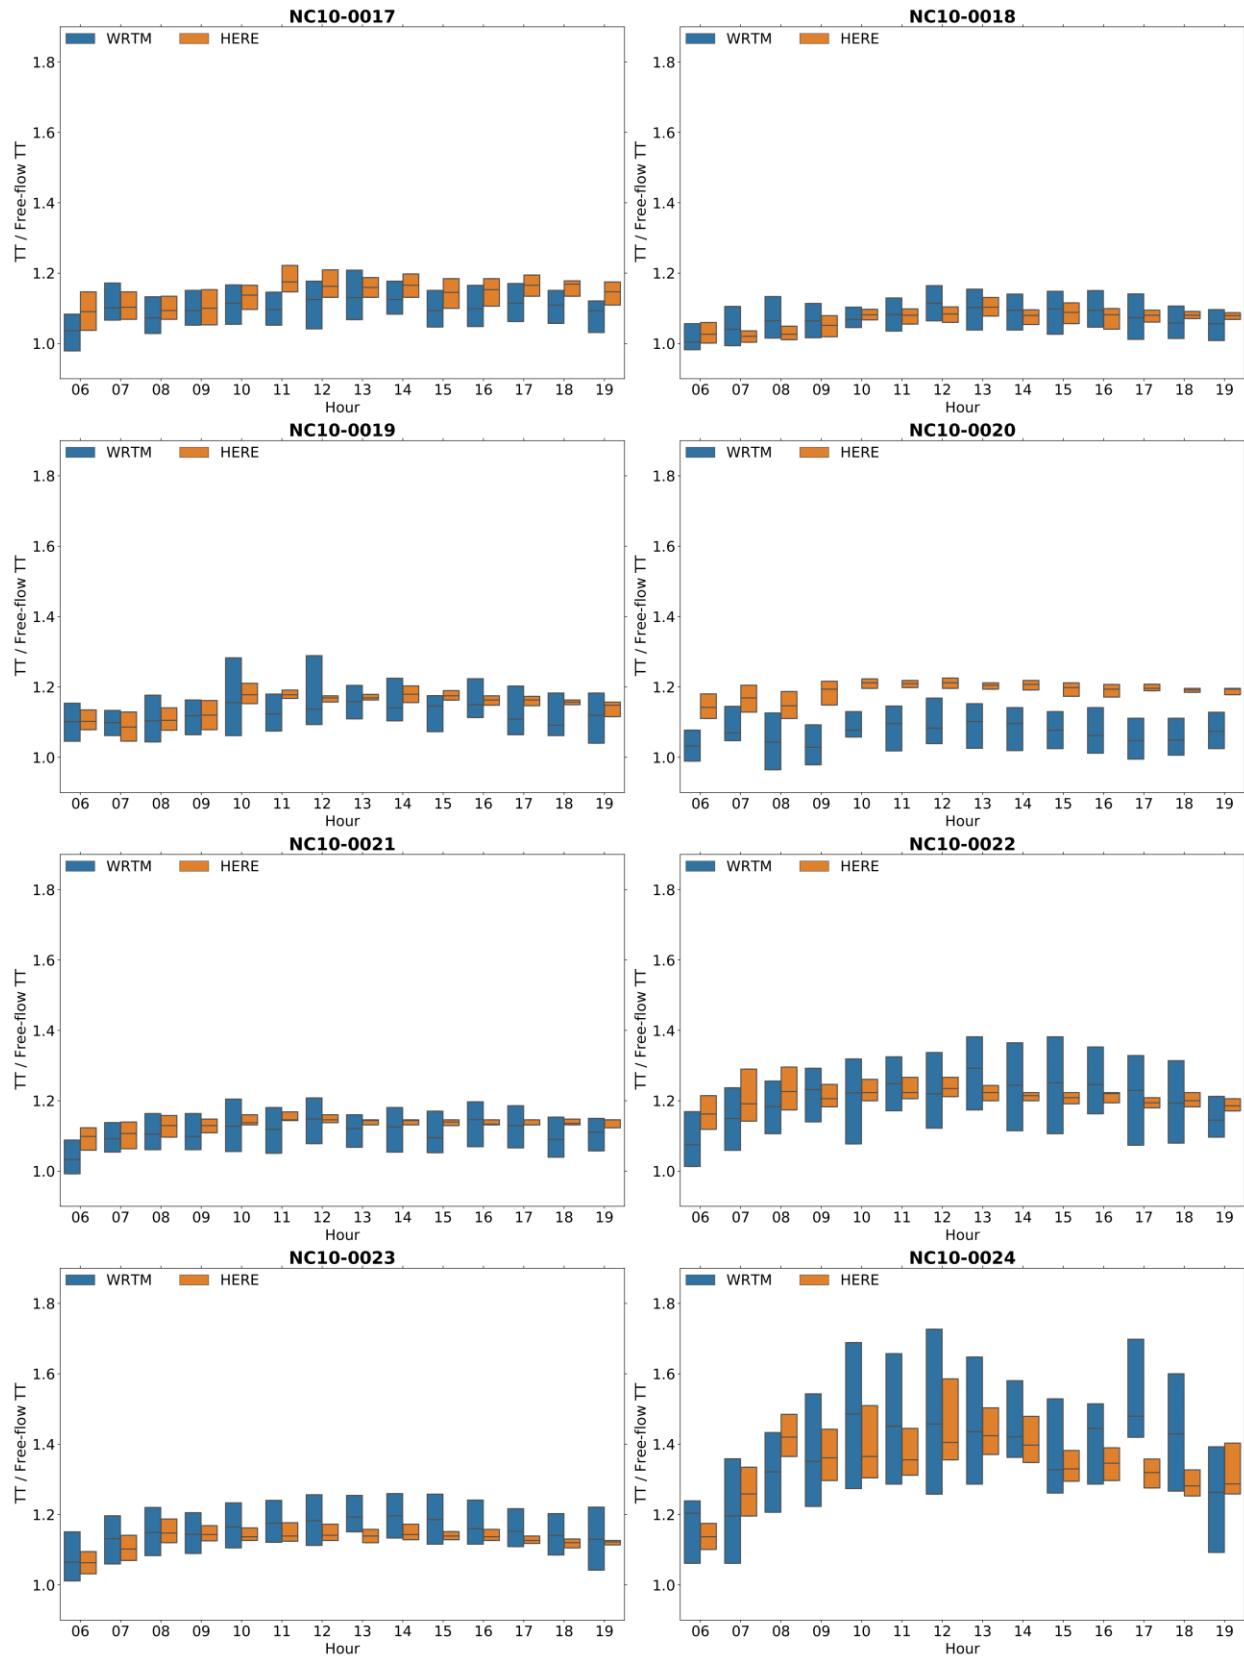 NC10-0017
WRTM HERE
1.8
1.6
1.4
1.2
1.0
TT / Free-flow TT
06 07 08 09 10 11 12 13 14 15 16 17 18 19
Hour
NC10-0018
WRTM HERE
1.8
1.6
1.4
1.2
1.0
TT / Free-flow TT
06 07 08 09 10 11 12 13 14 15 16 17 18 19
Hour
NC10-0019
WRTM HERE
1.8
1.6
1.4
1.2
1.0
TT / Free-flow TT
06 07 08 09 10 11 12 13 14 15 16 17 18 19
Hour
NC10-0020
WRTM HERE
1.8
1.6
1.4
1.2
1.0
TT / Free-flow TT
06 07 08 09 10 11 12 13 14 15 16 17 18 19
Hour
NC10-0021
WRTM HERE
1.8
1.6
1.4
1.2
1.0
TT / Free-flow TT
06 07 08 09 10 11 12 13 14 15 16 17 18 19
Hour
NC10-0022
WRTM HERE
1.8
1.6
1.4
1.2
1.0
TT / Free-flow TT
06 07 08 09 10 11 12 13 14 15 16 17 18 19
Hour
NC10-0023
WRTM HERE
1.8
1.6
1.4
1.2
1.0
TT / Free-flow TT
06 07 08 09 10 11 12 13 14 15 16 17 18 19
Hour
NC10-0024
WRTM HERE
1.8
1.6
1.4
1.2
1.0
TT / Free-flow TT
06 07 08 09 10 11 12 13 14 15 16 17 18 19
Hour